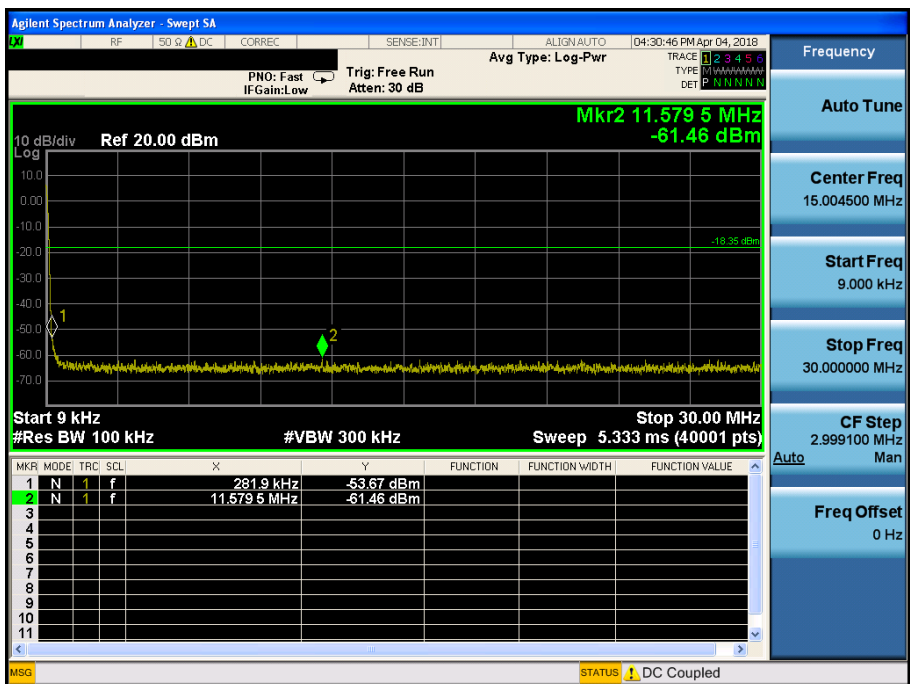 Agilent Spectrum Analyzer - Swept SA
LXI RF 50 Ω DC CORREC SENSE:INT ALIGNAUTO 04:30:46 PM Apr 04, 2018
PNO: Fast
IFGain:Low
Trig: Free Run
Atten: 30 dB
Avg Type: Log-Pwr
TRACE 1 2 3 4 5 6
TYPE M
DET P N N N N N
Mkr2 11.579 5 MHz
-61.46 dBm
10 dB/div Ref 20.00 dBm
Log
10.0
0.00
-10.0
-18.35 dBm
-20.0
-30.0
-40.0
1
-50.0
2
-60.0
-70.0
Start 9 kHz Stop 30.00 MHz
#Res BW 100 kHz #VBW 300 kHz Sweep 5.333 ms (40001 pts)
MKR MODE TRC SCL X Y FUNCTION FUNCTION WIDTH FUNCTION VALUE
1 N 1 f 281.9 kHz -53.67 dBm
2 N 1 f 11.579 5 MHz -61.46 dBm
3
4
5
6
7
8
9
10
11
MSG STATUS DC Coupled
Frequency
Auto Tune
Center Freq
15.004500 MHz
Start Freq
9.000 kHz
Stop Freq
30.000000 MHz
CF Step
2.999100 MHz
Auto Man
Freq Offset
0 Hz